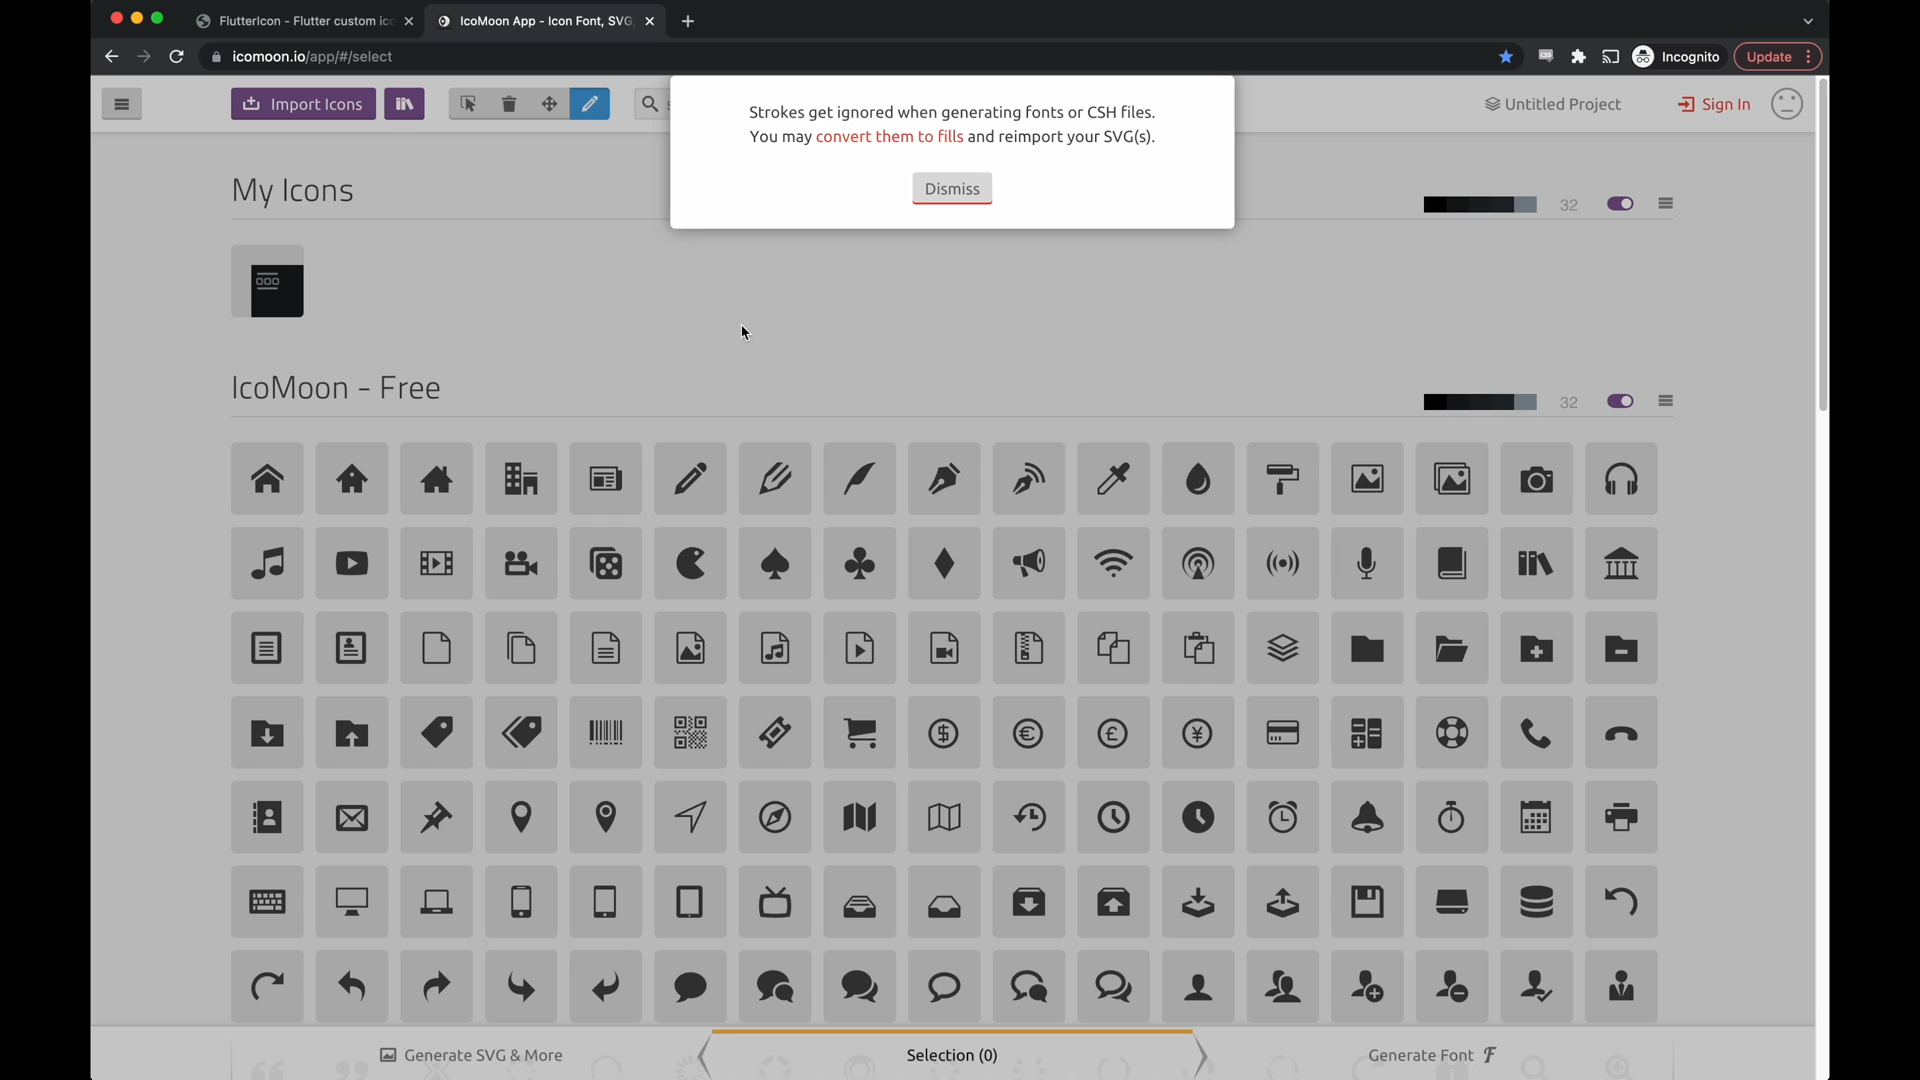 FlutterIcon - Flutter custom ico
IcoMoon App - Icon Font, SVG,
icomoon.io/app/#/select
Incognito
Update
Import Icons
Untitled Project
Sign In
Strokes get ignored when generating fonts or CSH files.
You may convert them to fills and reimport your SVG(s).
Dismiss
My Icons
32
IcoMoon - Free
32
Generate SVG & More
Selection (0)
Generate Font